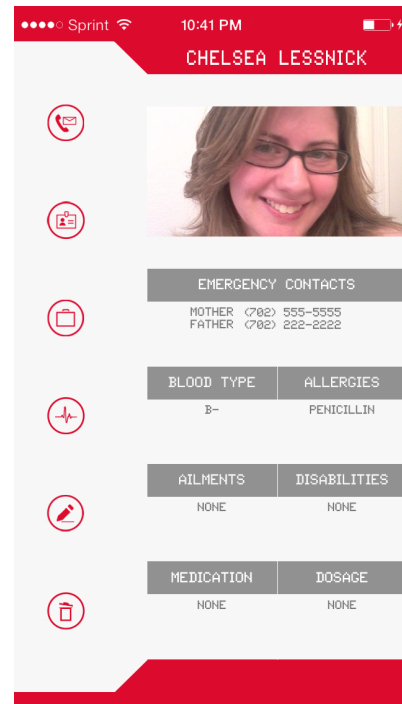 Sprint 10:41 PM
CHELSEA LESSNICK
EMERGENCY CONTACTS
MOTHER (702) 555-5555
FATHER (702) 222-2222
BLOOD TYPE ALLERGIES
B- PENICILLIN
AILMENTS DISABILITIES
NONE NONE
MEDICATION DOSAGE
NONE NONE